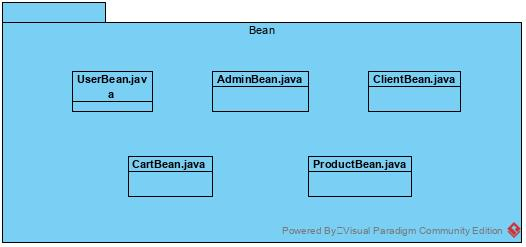 Bean
UserBean.jav
a
AdminBean.java
ClientBean.java
CartBean.java
ProductBean.java
Powered By Visual Paradigm Community Edition